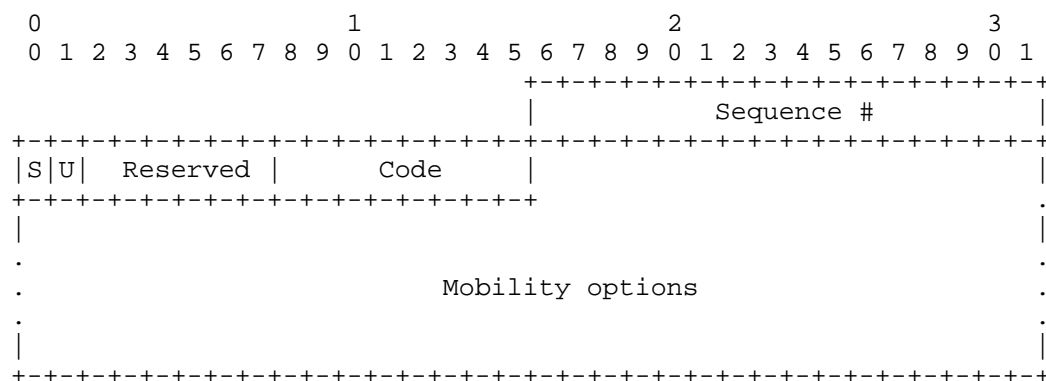 0                   1                   2                   3
 0 1 2 3 4 5 6 7 8 9 0 1 2 3 4 5 6 7 8 9 0 1 2 3 4 5 6 7 8 9 0 1
                                +-+-+-+-+-+-+-+-+-+-+-+-+-+-+-+-+
                                |           Sequence #          |
+-+-+-+-+-+-+-+-+-+-+-+-+-+-+-+-+-+-+-+-+-+-+-+-+-+-+-+-+-+-+-+-+
|S|U|  Reserved |      Code     |                               |
+-+-+-+-+-+-+-+-+-+-+-+-+-+-+-+-+                               .
|                                                               |
.                                                               .
.                          Mobility options                     .
.                                                               .
|                                                               |
+-+-+-+-+-+-+-+-+-+-+-+-+-+-+-+-+-+-+-+-+-+-+-+-+-+-+-+-+-+-+-+-+